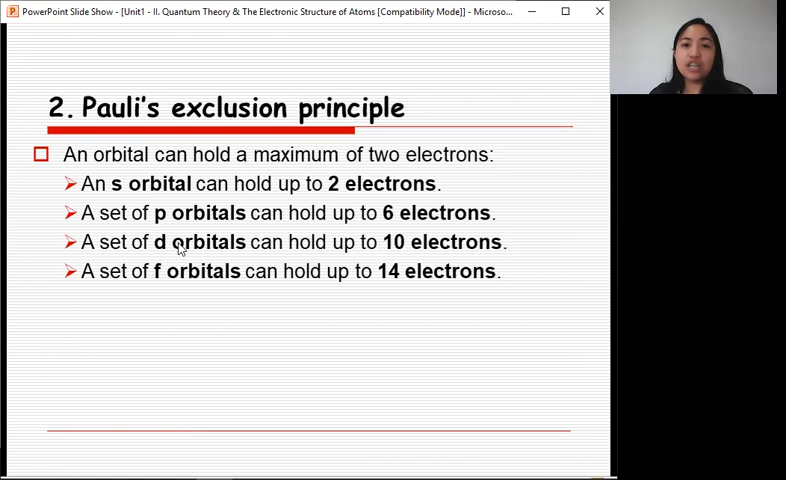 PowerPoint Slide Show - [Unit1 - II. Quantum Theory & The Electronic Structure of Atoms [Compatibility Mode]] - Microso...
2. Pauli's exclusion principle
An orbital can hold a maximum of two electrons:
An s orbital can hold up to 2 electrons.
A set of p orbitals can hold up to 6 electrons.
A set of d orbitals can hold up to 10 electrons.
A set of f orbitals can hold up to 14 electrons.